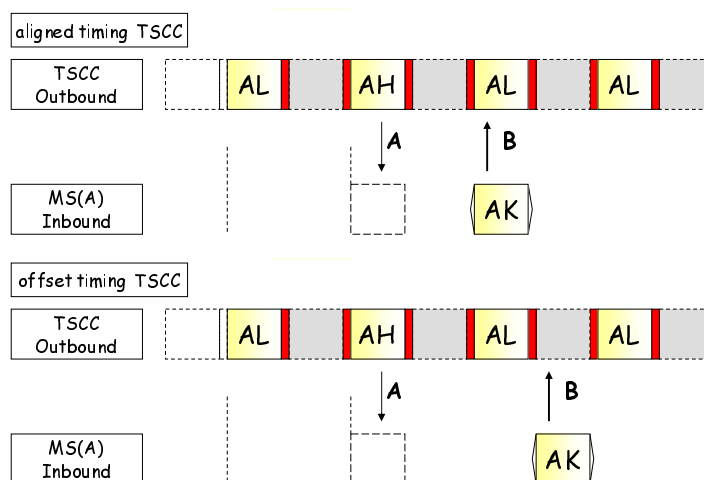 aligned timing TSCC
TSCC
Outbound
AL
AH
AL
AL
A
B
MS(A)
Inbound
AK
offset timing TSCC
TSCC
Outbound
AL
AH
AL
AL
A
B
MS(A)
Inbound
AK